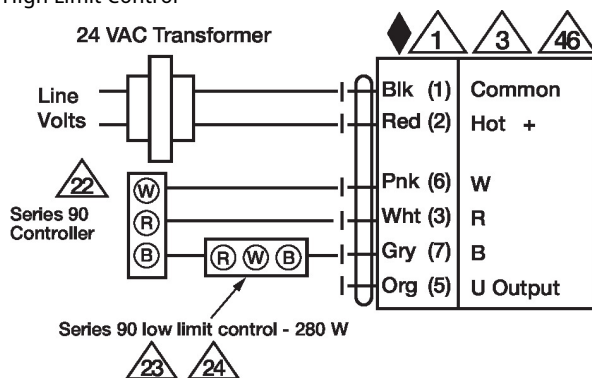 High Limit Control
24 VAC Transformer
1 3 46
Line
Volts
Blk (1) Common
Red (2) Hot +
22
Series 90
Controller
W
R
B
R W B
Pnk (6) W
Wht (3) R
Gry (7) B
Org (5) U Output
Series 90 low limit control - 280 W
23 24